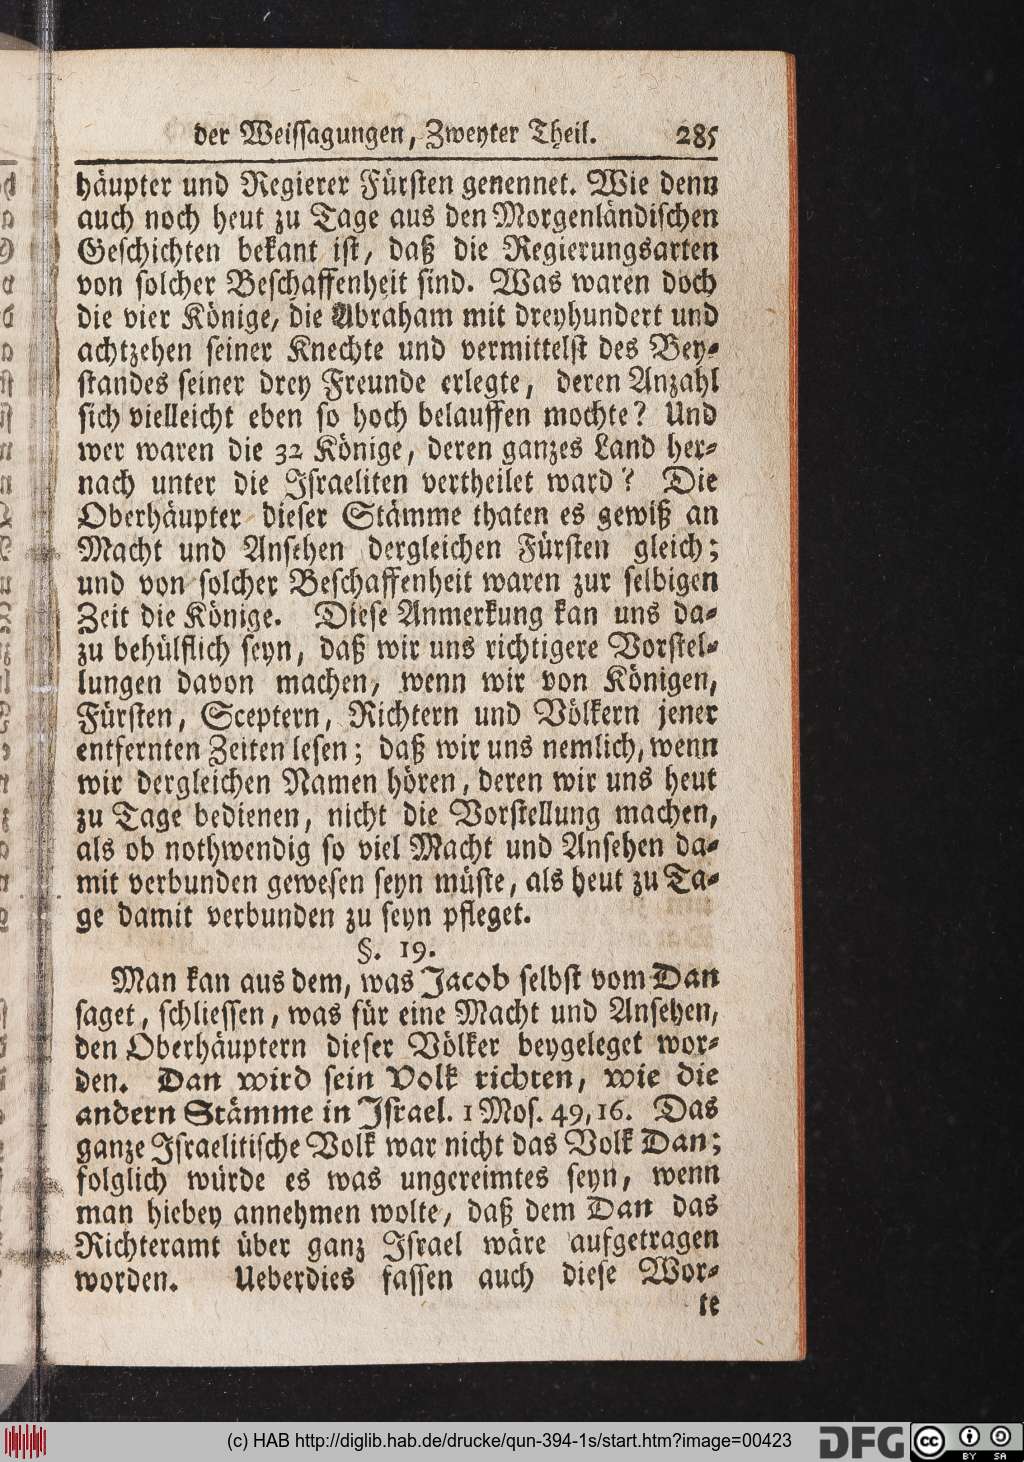 der Weissagungen, Zweyter Theil. 285
häupter und Regierer Fürsten genennet. Wie denn
auch noch heut zu Tage aus den Morgenländischen
Geschichten bekant ist, daß die Regierungsarten
von solcher Beschaffenheit sind. Was waren doch
die vier Könige, die Abraham mit dreyhundert und
achtzehen seiner Knechte und vermittelst des Bey-
standes seiner drey Freunde erlegte, deren Anzahl
sich vielleicht eben so hoch belauffen mochte? Und
wer waren die 32 Könige, deren ganzes Land her-
nach unter die Israeliten vertheilet ward? Die
Oberhäupter dieser Stämme thaten es gewiß an
Macht und Ansehen dergleichen Fürsten gleich;
und von solcher Beschaffenheit waren zur selbigen
Zeit die Könige. Diese Anmerkung kan uns da-
zu behülflich seyn, daß wir uns richtigere Vorstel-
lungen davon machen, wenn wir von Königen,
Fürsten, Sceptern, Richtern und Völkern jener
entfernten Zeiten lesen; daß wir uns nemlich, wenn
wir dergleichen Namen hören, deren wir uns heut
zu Tage bedienen, nicht die Vorstellung machen,
als ob nothwendig so viel Macht und Ansehen da-
mit verbunden gewesen seyn müste, als heut zu Ta-
ge damit verbunden zu seyn pfleget.
§. 19.
Man kan aus dem, was Jacob selbst vom Dan
saget, schliessen, was für eine Macht und Ansehen,
den Oberhäuptern dieser Völker beygeleget wor-
den. Dan wird sein Volk richten, wie die
andern Stämme in Israel. 1 Mos. 49, 16. Das
ganze Israelitische Volk war nicht das Volk Dan;
folglich würde es was ungereimtes seyn, wenn
man hiebey annehmen wolte, daß dem Dan das
Richteramt über ganz Israel wäre aufgetragen
worden. Ueberdies fassen auch diese Wor-
te
(c) HAB http://diglib.hab.de/drucke/qun-394-1s/start.htm?image=00423
DFG
cc BY SA